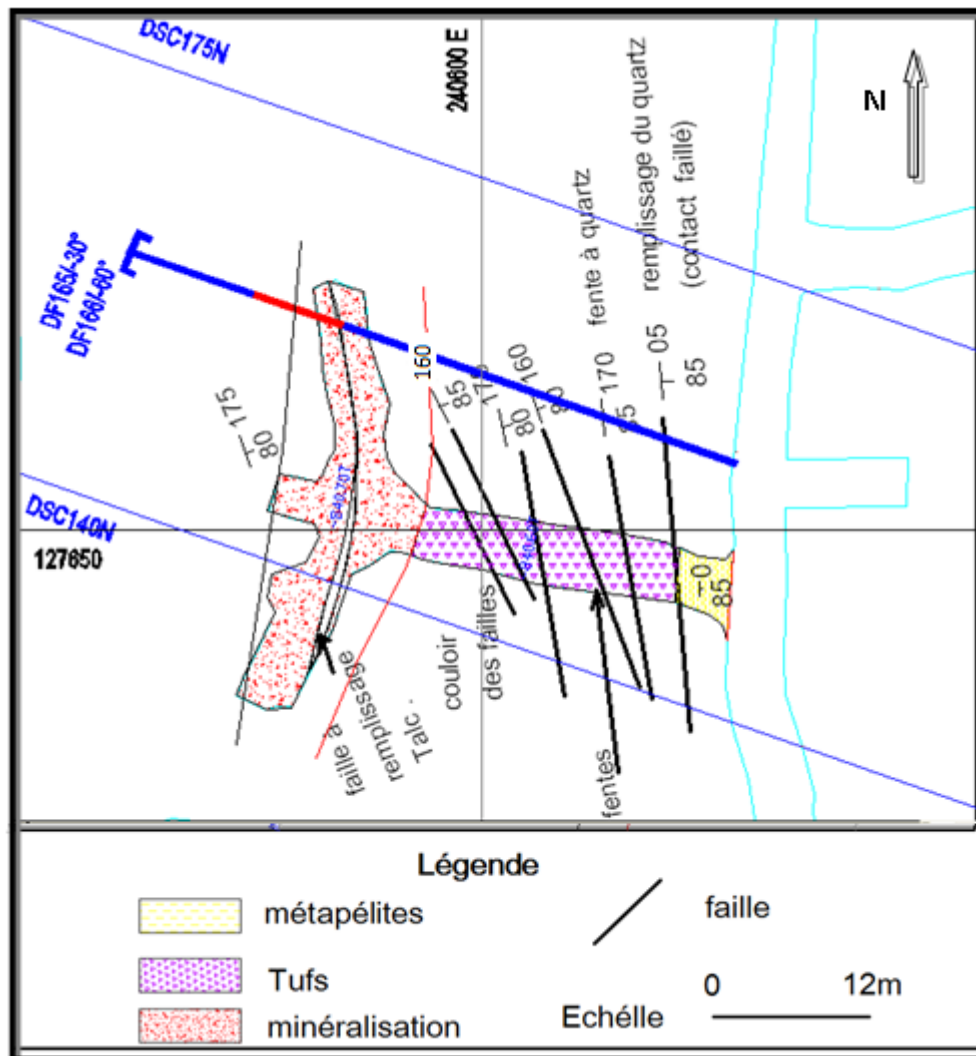 DSC175N
240600 E
N
remplissage du quartz
(contact faillé)
fente à quartz
DF165/-30°
DF166/-60°
160
85
80
160
170
05
85
175
80
DSC140N
127650
0
85
couloir
des failles
faille à
remplissage
Talc .
fentes
Légende
métapélites
faille
Tufs
minéralisation
Echélle
0
12m